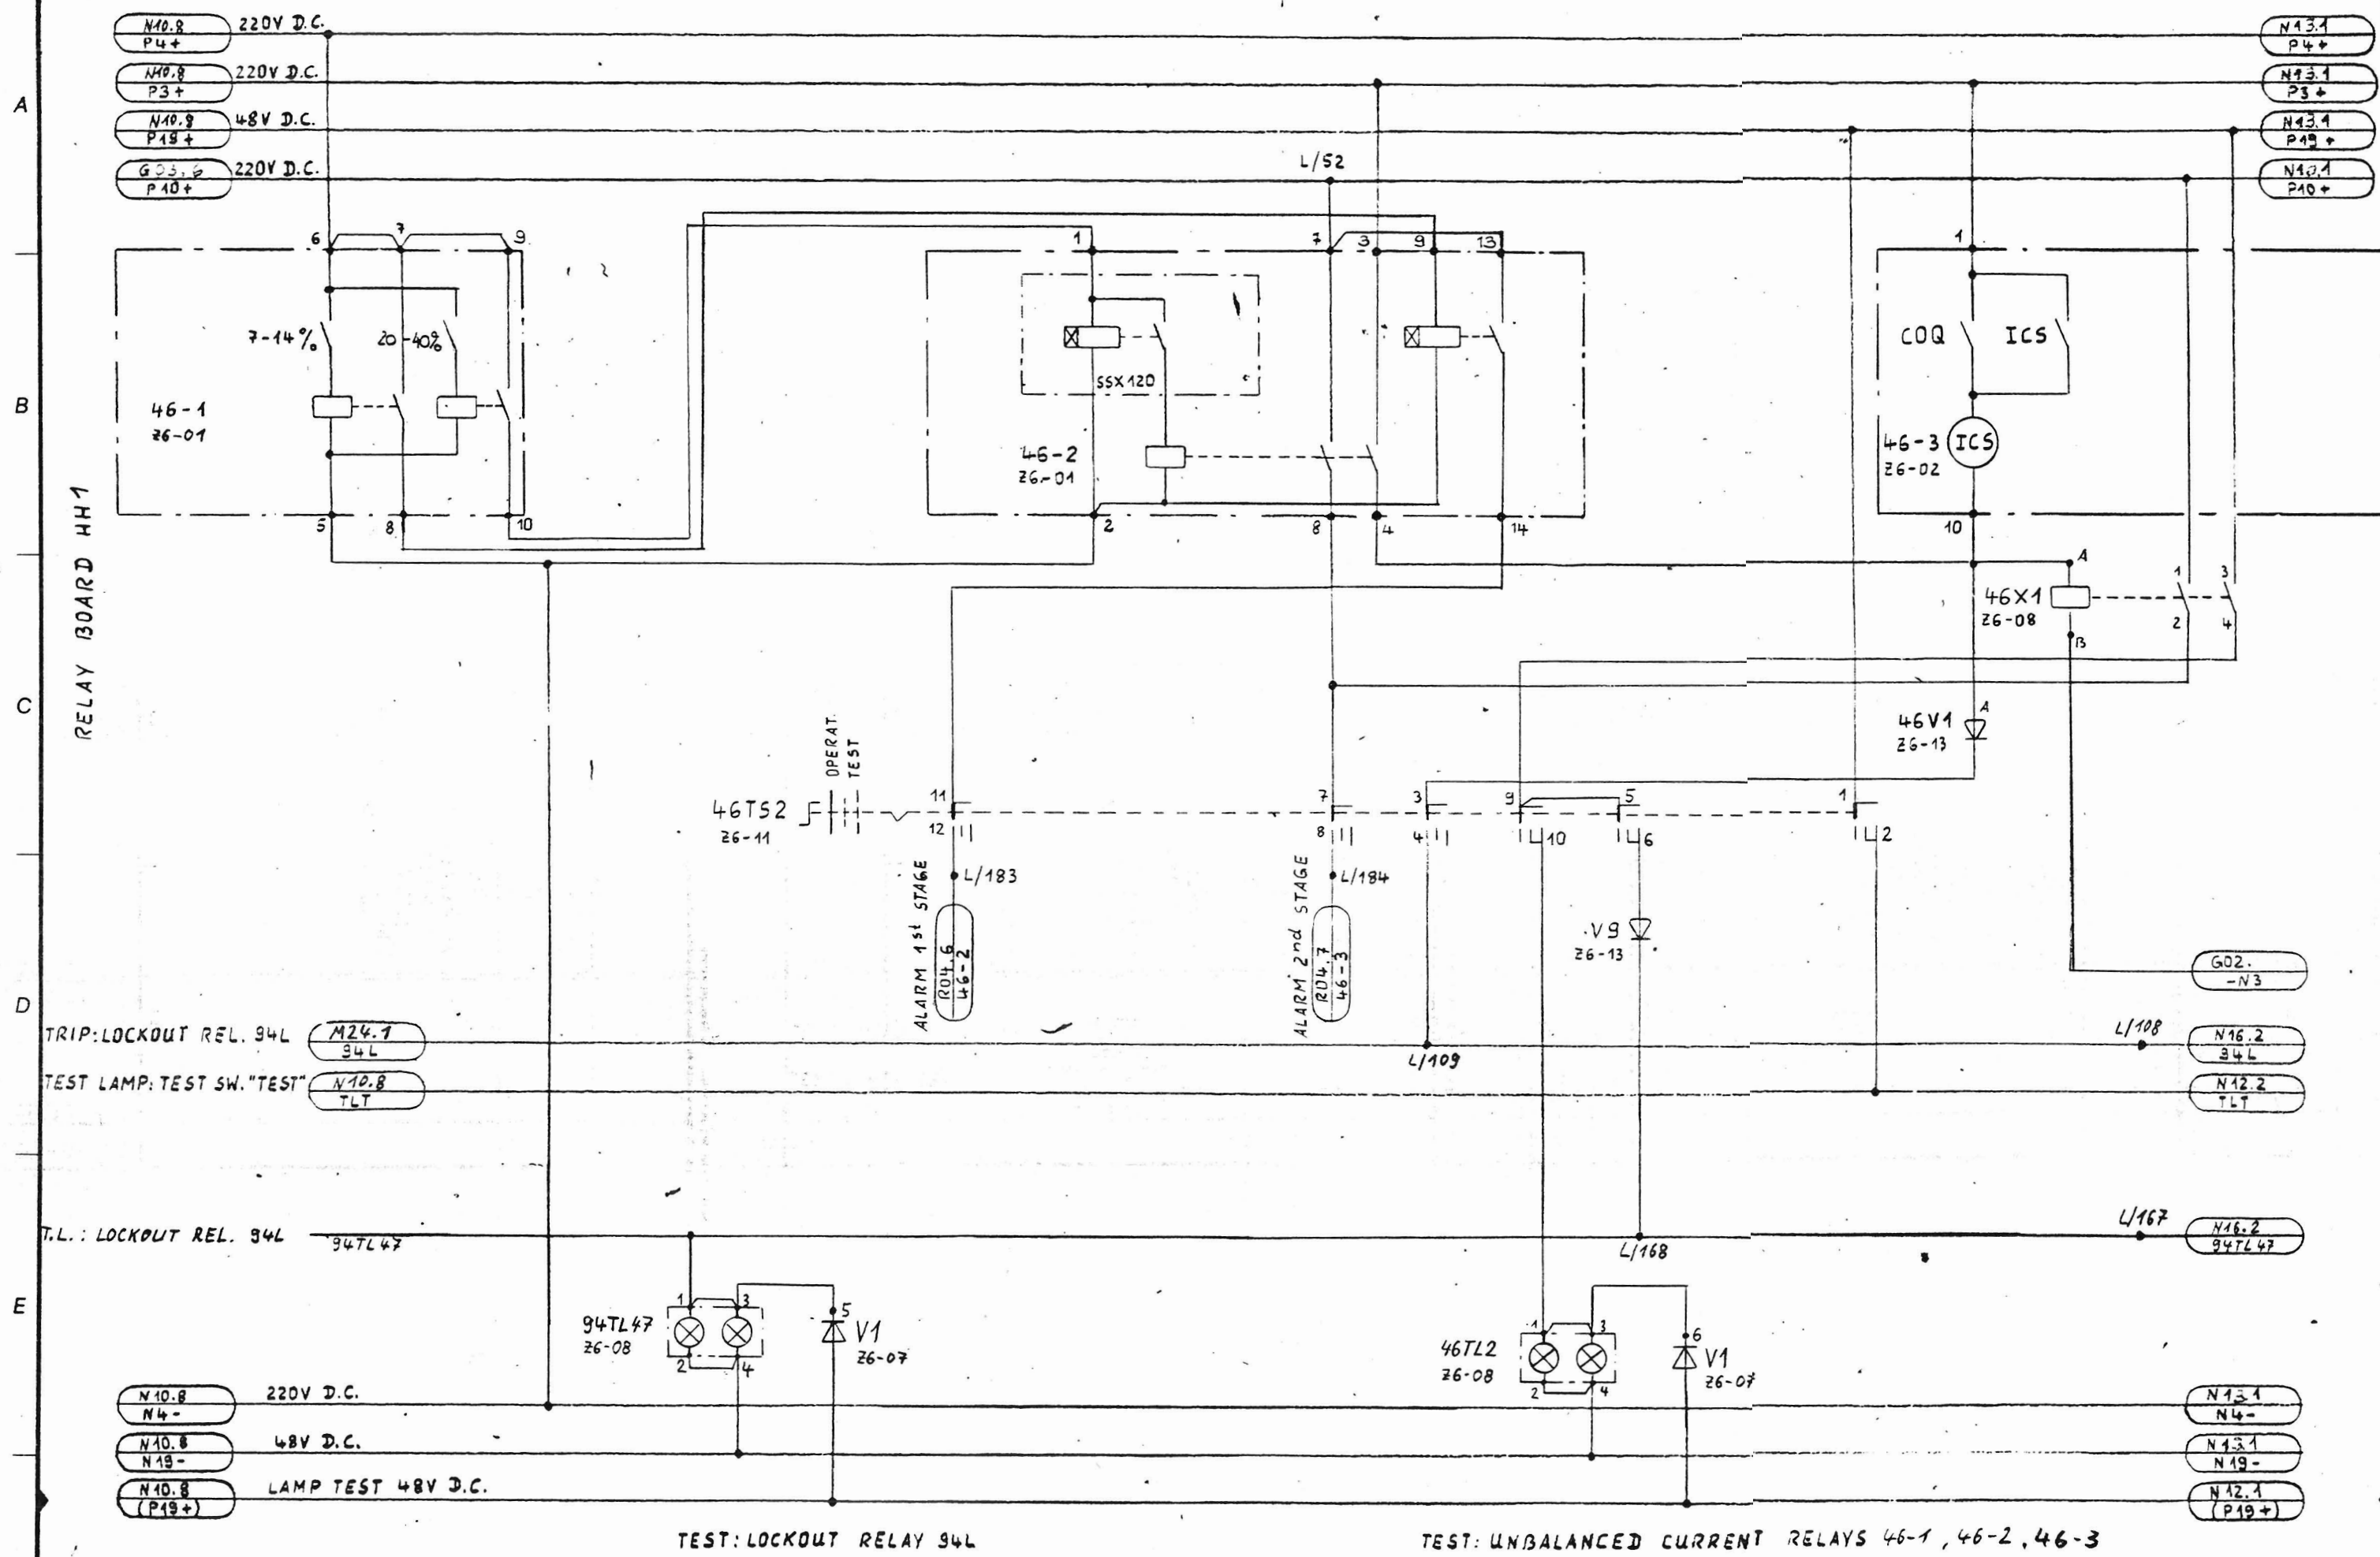 N10.8
P4+
220V D.C.
N13.1
P4+
N10.8
P3+
220V D.C.
N13.1
P3+
A
N10.8
P19+
48V D.C.
N13.1
P19+
P10+
220V D.C.
L/52
P10+
6
7
9
1
7
3
9
13
1
7-14%
20-40%
SSX120
COQ
ICS
B
46-1
Z6-01
46-2
Z6-01
46-3
Z6-02
ICS
5
8
10
2
8
4
14
10
RELAY BOARD HH1
A
46X1
Z6-08
1
3
2
4
B
C
46V1
Z6-13
A
OPERAT.
TEST
46TS2
Z6-11
11
7
3
9
5
1
12
8
4
10
6
2
ALARM 1st STAGE
L/183
R04.6
46-2
ALARM 2nd STAGE
L/184
R04.7
46-3
V9
Z6-13
G02.
-N3
D
TRIP: LOCKOUT REL. 94L
M24.1
94L
L/109
L/108
N16.2
94L
TEST LAMP: TEST SW. "TEST"
N10.8
TLT
N12.2
TLT
T.L.: LOCKOUT REL. 94L
94TL47
L/168
L/167
N16.2
94TL47
E
94TL47
Z6-08
1
3
2
4
5
V1
Z6-07
46TL2
Z6-08
1
3
2
4
6
V1
Z6-07
N10.8
N4-
220V D.C.
N13.1
N4-
N10.8
N19-
48V D.C.
N13.1
N19-
N10.8
(P19+)
LAMP TEST 48V D.C.
N12.1
(P19+)
TEST: LOCKOUT RELAY 94L
TEST: UNBALANCED CURRENT RELAYS 46-1, 46-2, 46-3